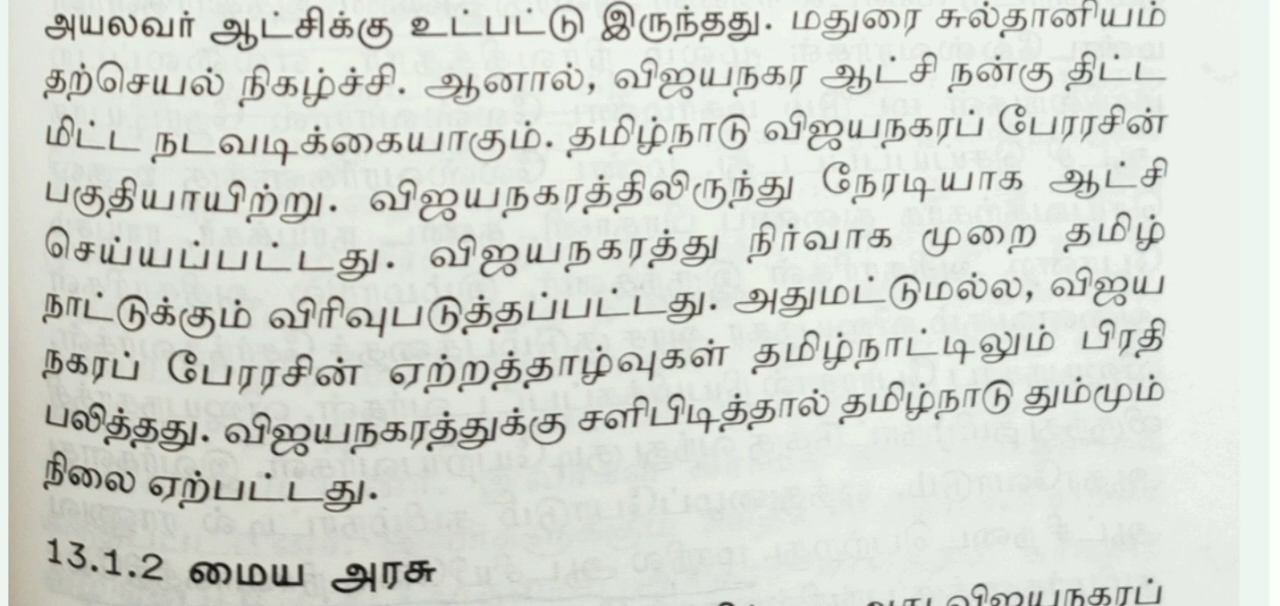 அயலவர் ஆட்சிக்கு உட்பட்டு இருந்தது. மதுரை சுல்தானியம்
தற்செயல் நிகழ்ச்சி. ஆனால், விஜயநகர ஆட்சி நன்கு திட்ட
மிட்ட நடவடிக்கையாகும். தமிழ்நாடு விஜயநகரப் பேரரசின்
பகுதியாயிற்று. விஜயநகரத்திலிருந்து நேரடியாக ஆட்சி
செய்யப்பட்டது. விஜயநகரத்து நிர்வாக முறை தமிழ்
நாட்டுக்கும் விரிவுபடுத்தப்பட்டது. அதுமடடுமல்ல, விஜய
நகரப் பேரரசின் ஏற்றத்தாழ்வுகள் தமிழ்நாட்டிலும் பிரதி
பலித்தது. விஜயநகரத்துக்கு சளிபிடித்தால் தமிழ்நாடு தும்மும்
நிலை ஏற்பட்டது.
13.1.2 மைய அரசு
விஜயநகரப்